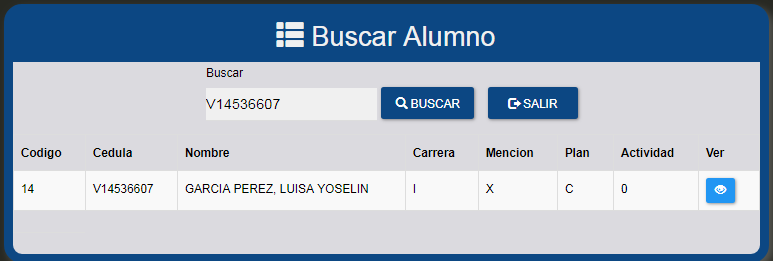 Buscar Alumno
Buscar
V14536607 BUSCAR SALIR
Codigo Cedula Nombre Carrera Mencion Plan Actividad Ver
14 V14536607 GARCIA PEREZ, LUISA YOSELIN I X C 0